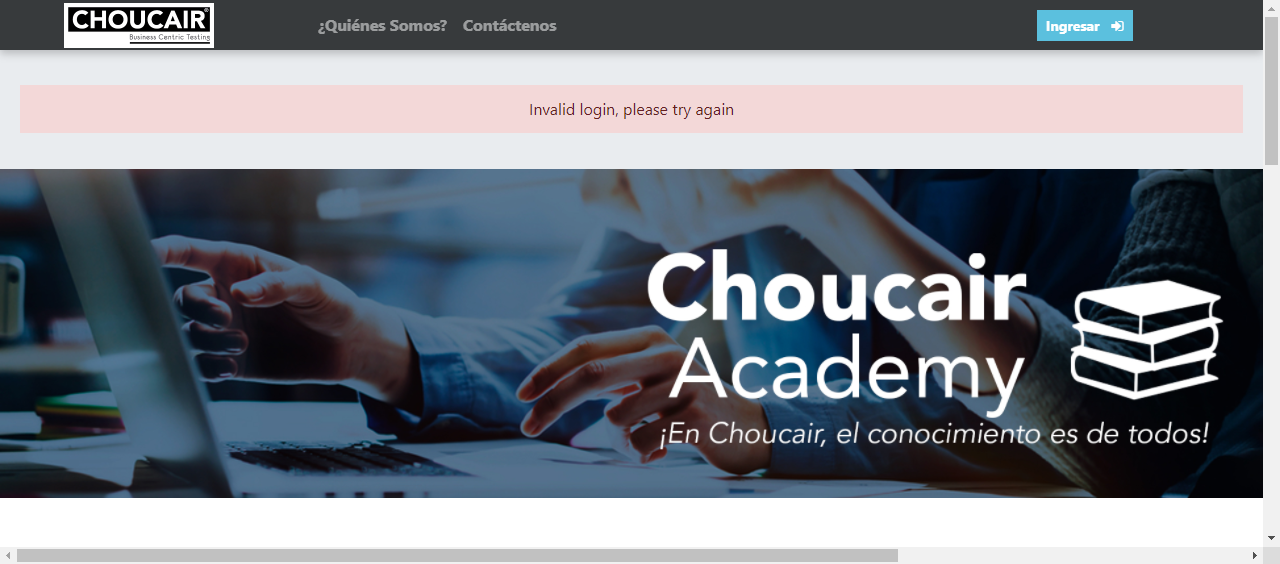 CHOUCAIR®
Business Centric Testing
¿Quiénes Somos?
Contáctenos
Ingresar
Invalid login, please try again
Choucair
Academy
¡En Choucair, el conocimiento es de todos!